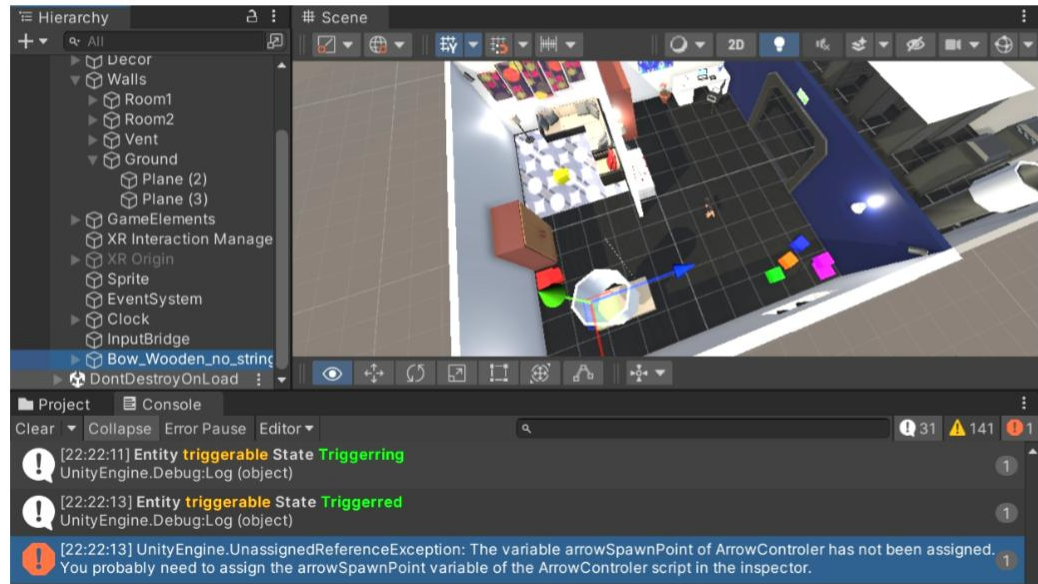 Hierarchy
All
Decor
Walls
Room1
Room2
Vent
Ground
Plane (2)
Plane (3)
GameElements
XR Interaction Manage
XR Origin
Sprite
EventSystem
Clock
InputBridge
Bow_Wooden_no_string
DontDestroyOnLoad
Scene
2D
Project
Console
Clear
Collapse
Error Pause
Editor
31
141
1
[22:22:11] Entity triggerable State Triggerring
UnityEngine.Debug:Log (object)
1
[22:22:13] Entity triggerable State Triggerred
UnityEngine.Debug:Log (object)
1
[22:22:13] UnityEngine.UnassignedReferenceException: The variable arrowSpawnPoint of ArrowControler has not been assigned.
You probably need to assign the arrowSpawnPoint variable of the ArrowControler script in the inspector.
1